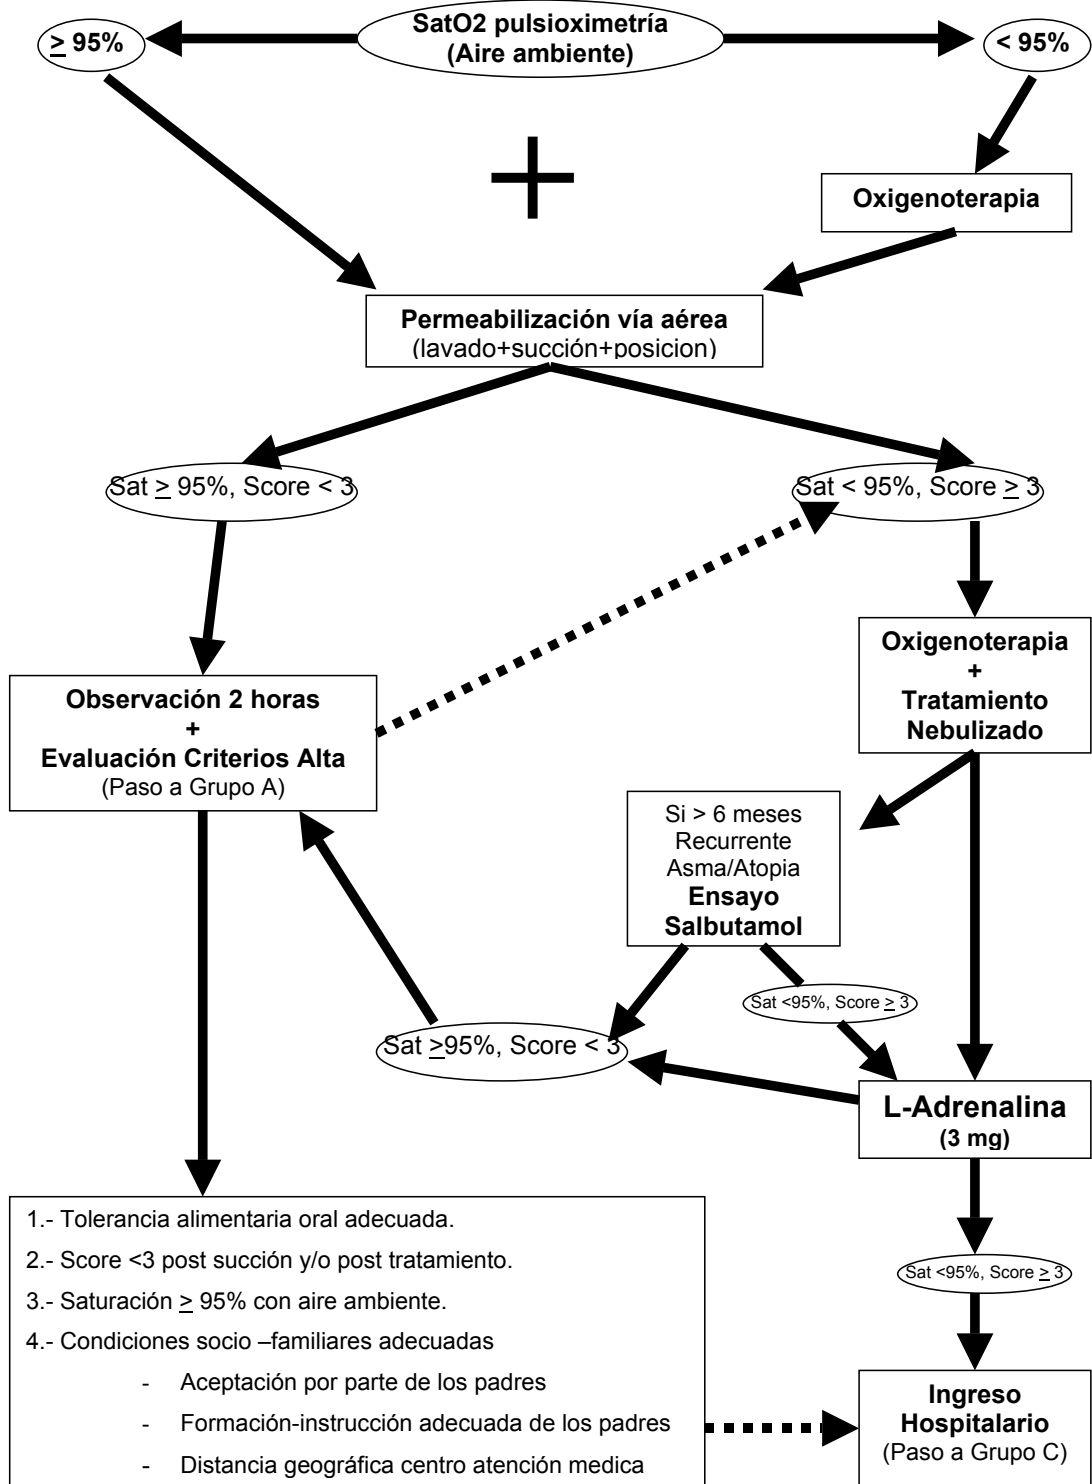 SatO2 pulsioximetría
(Aire ambiente)
≥ 95%
< 95%
Oxigenoterapia
Permeabilización vía aérea
(lavado+succión+posicion)
Sat ≥ 95%, Score < 3
Sat < 95%, Score ≥ 3
Oxigenoterapia
+
Tratamiento
Nebulizado
Observación 2 horas
+
Evaluación Criterios Alta
(Paso a Grupo A)
Si > 6 meses
Recurrente
Asma/Atopia
Ensayo
Salbutamol
Sat <95%, Score ≥ 3
Sat ≥95%, Score < 3
L-Adrenalina
(3 mg)
Sat <95%, Score ≥ 3
1.- Tolerancia alimentaria oral adecuada.
2.- Score <3 post succión y/o post tratamiento.
3.- Saturación ≥ 95% con aire ambiente.
4.- Condiciones socio –familiares adecuadas
- Aceptación por parte de los padres
- Formación-instrucción adecuada de los padres
- Distancia geográfica centro atención medica
Ingreso
Hospitalario
(Paso a Grupo C)